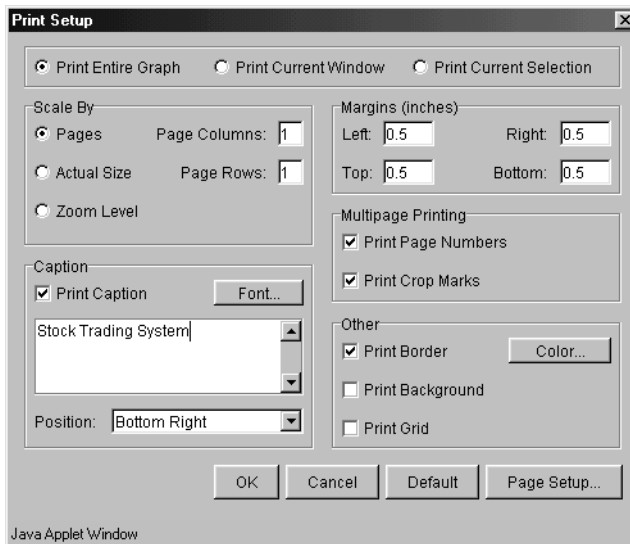 Print Setup
Print Entire Graph Print Current Window Print Current Selection
Scale By
Pages Page Columns: 1
Actual Size Page Rows: 1
Zoom Level
Margins (inches)
Left: 0.5 Right: 0.5
Top: 0.5 Bottom: 0.5
Multipage Printing
Print Page Numbers
Print Crop Marks
Caption
Print Caption Font...
Stock Trading System
Position: Bottom Right
Other
Print Border Color...
Print Background
Print Grid
OK Cancel Default Page Setup...
Java Applet Window